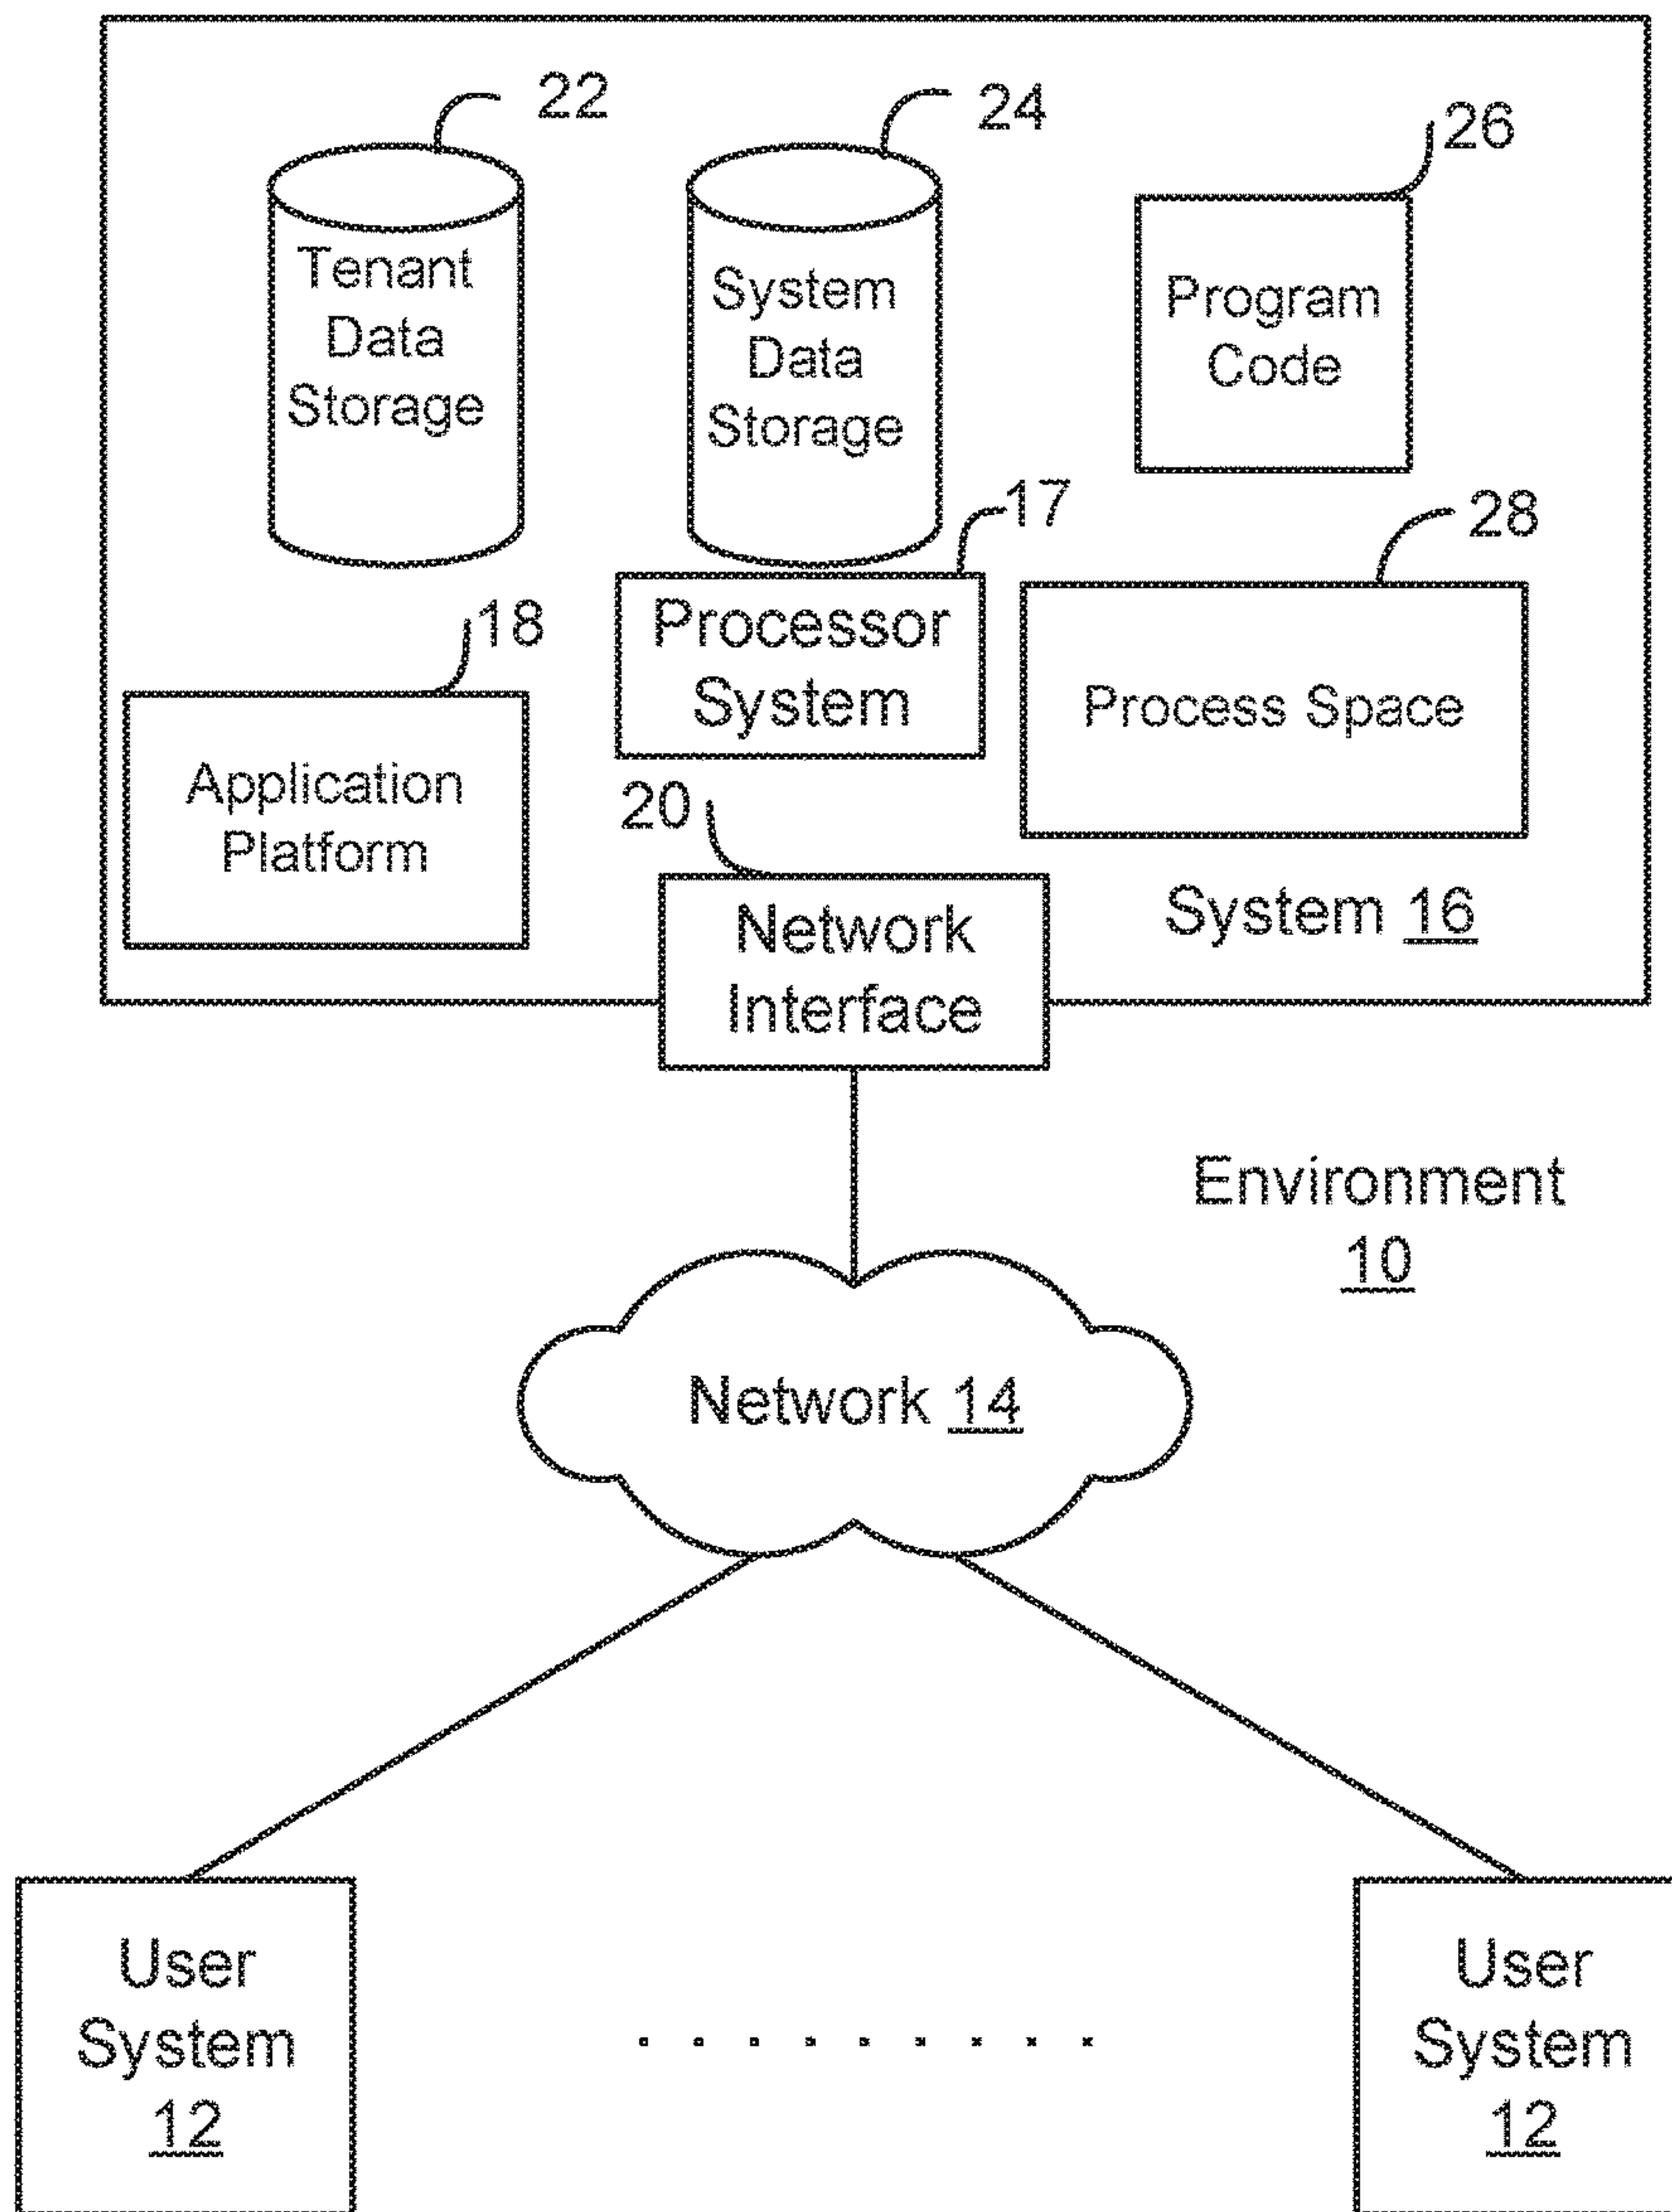 22
24
26
Tenant
Data
Storage
System
Data
Storage
Program
Code
17
28
18
Processor
System
Process Space
Application
Platform
20
System 16
Network
Interface
Environment
10
Network 14
User
System
12
User
System
12